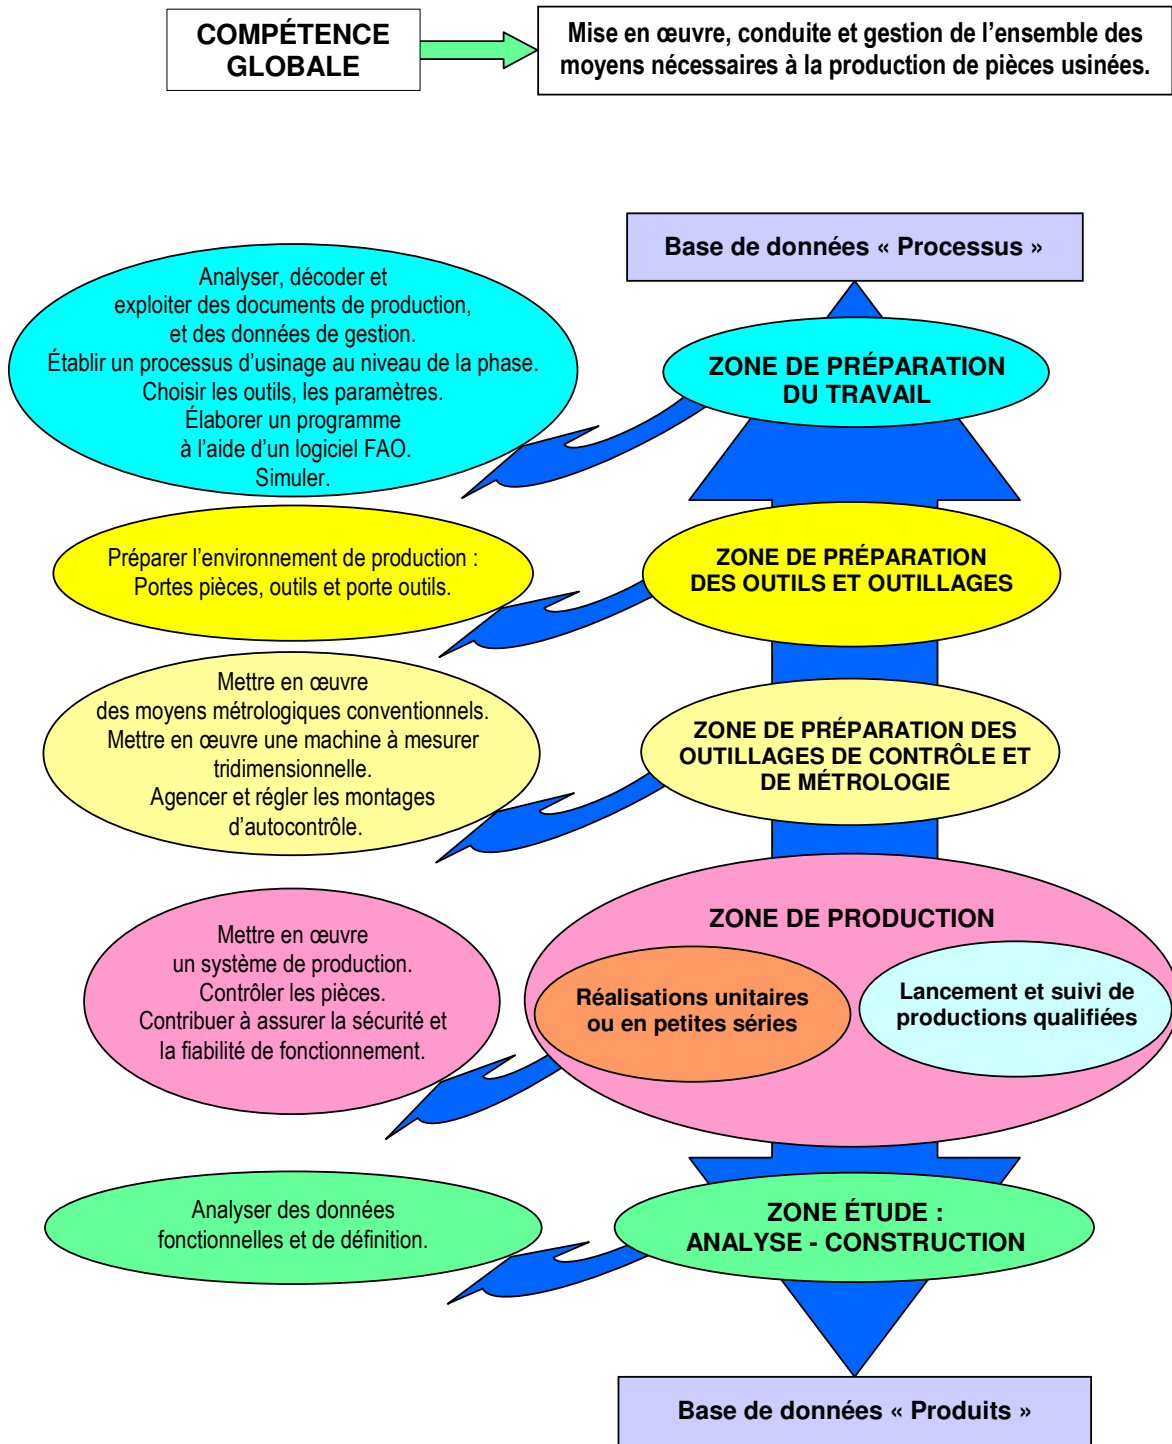 COMPÉTENCE
GLOBALE
Mise en œuvre, conduite et gestion de l’ensemble des
moyens nécessaires à la production de pièces usinées.
Base de données « Processus »
Analyser, décoder et
exploiter des documents de production,
et des données de gestion.
Établir un processus d’usinage au niveau de la phase.
Choisir les outils, les paramètres.
Élaborer un programme
à l’aide d’un logiciel FAO.
Simuler.
ZONE DE PRÉPARATION
DU TRAVAIL
Préparer l’environnement de production :
Portes pièces, outils et porte outils.
ZONE DE PRÉPARATION
DES OUTILS ET OUTILLAGES
Mettre en œuvre
des moyens métrologiques conventionnels.
Mettre en œuvre une machine à mesurer
tridimensionnelle.
Agencer et régler les montages
d’autocontrôle.
ZONE DE PRÉPARATION DES
OUTILLAGES DE CONTRÔLE ET
DE MÉTROLOGIE
Mettre en œuvre
un système de production.
Contrôler les pièces.
Contribuer à assurer la sécurité et
la fiabilité de fonctionnement.
ZONE DE PRODUCTION
Réalisations unitaires
ou en petites séries
Lancement et suivi de
productions qualifiées
Analyser des données
fonctionnelles et de définition.
ZONE ÉTUDE :
ANALYSE - CONSTRUCTION
Base de données « Produits »